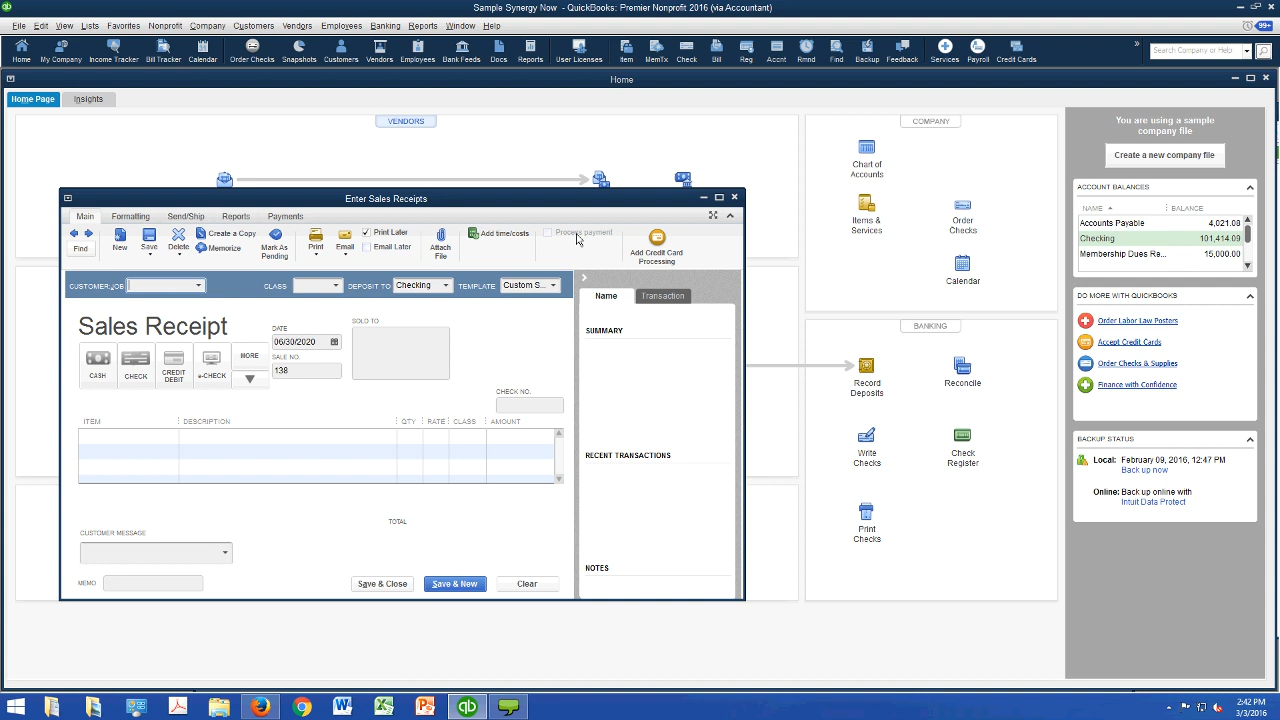 Sample Synergy Now - QuickBooks: Premier Nonprofit 2016 (via Accountant)
File Edit View Lists Favorites Nonprofit Company Customers Vendors Employees Banking Reports Window Help
99+
Home My Company Income Tracker Bill Tracker Calendar Order Checks Snapshots Customers Vendors Employees Bank Feeds Docs Reports User Licenses Item MemTx Check Bill Reg Accnt Rmnd Find Backup Feedback Services Payroll Credit Cards
Search Company or Help
Home
Home Page Insights
VENDORS
COMPANY
Chart of
Accounts
Items &
Services
Order
Checks
Calendar
BANKING
Record
Deposits
Reconcile
Write
Checks
Check
Register
Print
Checks
You are using a sample
company file
Create a new company file
ACCOUNT BALANCES
NAME BALANCE
Accounts Payable 4,021.08
Checking 101,414.09
Membership Dues Re... 15,000.00
DO MORE WITH QUICKBOOKS
Order Labor Law Posters
Accept Credit Cards
Order Checks & Supplies
Finance with Confidence
BACKUP STATUS
Local: February 09, 2016, 12:47 PM
Back up now
Online: Back up online with
Intuit Data Protect
Enter Sales Receipts
Main Formatting Send/Ship Reports Payments
Find
New
Save
Delete
Create a Copy
Memorize
Mark As
Pending
Print
Email
Print Later
Email Later
Attach
File
Add time/costs
Process payment
Add Credit Card
Processing
CUSTOMER:JOB CLASS DEPOSIT TO Checking TEMPLATE Custom S...
Sales Receipt
DATE
06/30/2020
SALE NO.
138
SOLD TO
CASH
CHECK
CREDIT
DEBIT
e-CHECK
MORE
CHECK NO.
ITEM DESCRIPTION QTY RATE CLASS AMOUNT
TOTAL
CUSTOMER MESSAGE
MEMO
Save & Close Save & New Clear
Name Transaction
SUMMARY
RECENT TRANSACTIONS
NOTES
2:42 PM
3/3/2016